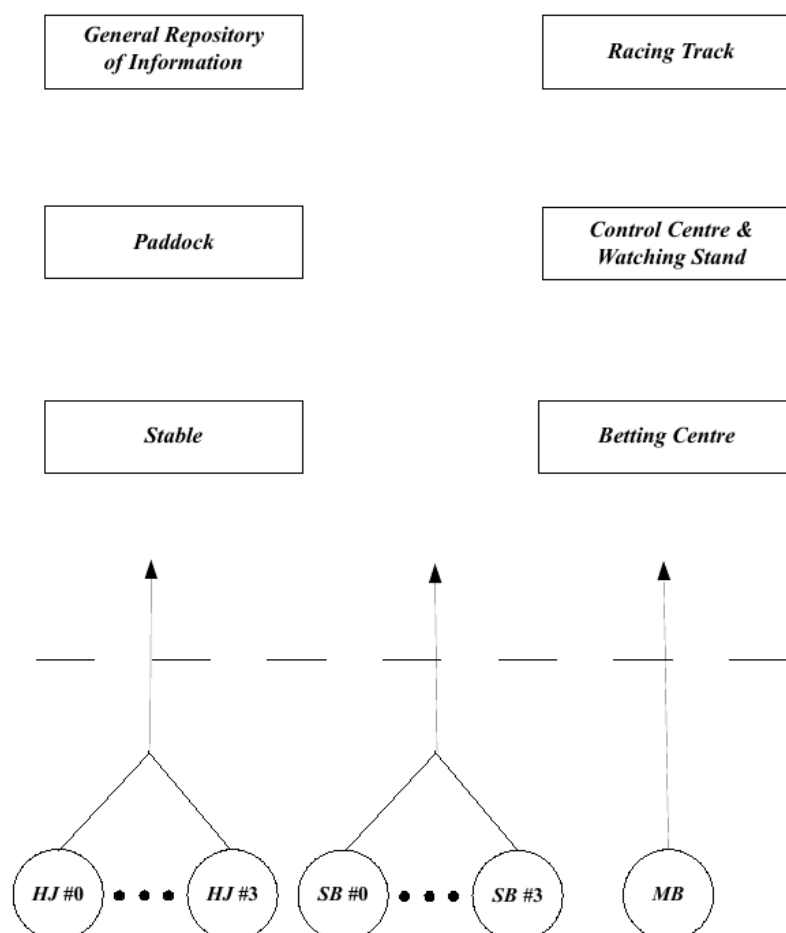 General Repository
of Information
Racing Track
Paddock
Control Centre &
Watching Stand
Stable
Betting Centre
HJ #0
HJ #3
SB #0
SB #3
MB